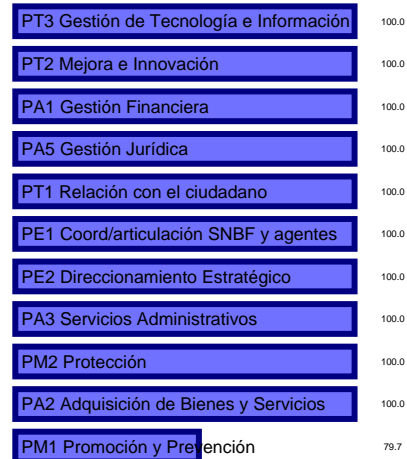 PT3 Gestión de Tecnología e Información 100.0
PT2 Mejora e Innovación 100.0
PA1 Gestión Financiera 100.0
PA5 Gestión Jurídica 100.0
PT1 Relación con el ciudadano 100.0
PE1 Coord/articulación SNBF y agentes 100.0
PE2 Direccionamiento Estratégico 100.0
PA3 Servicios Administrativos 100.0
PM2 Protección 100.0
PA2 Adquisición de Bienes y Servicios 100.0
PM1 Promoción y Prevención 79.7